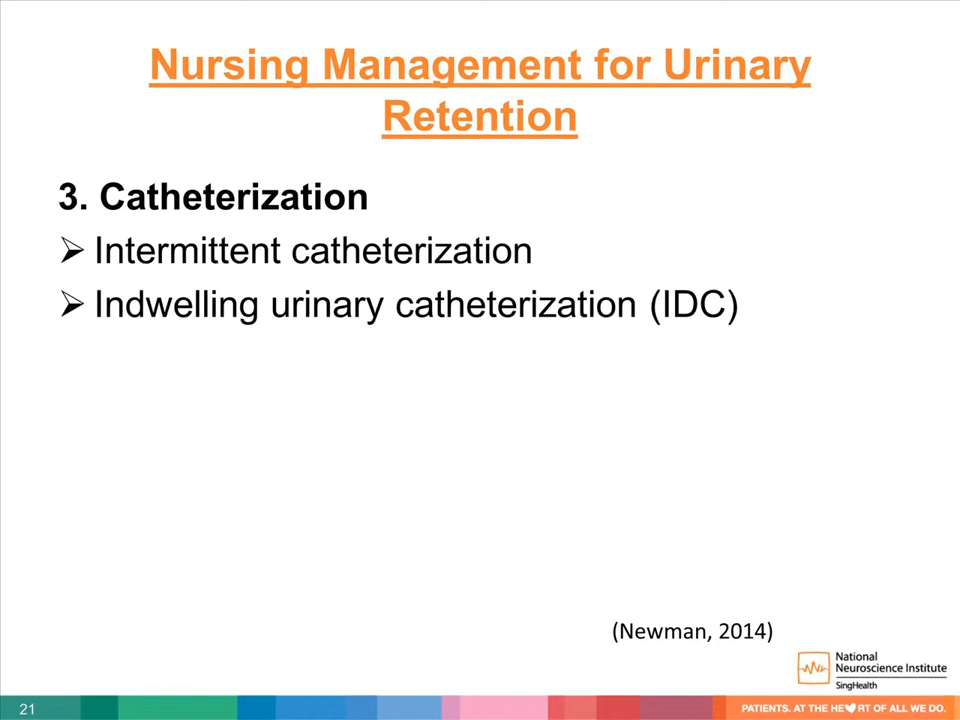 Nursing Management for Urinary
Retention
3. Catheterization
➢ Intermittent catheterization
➢ Indwelling urinary catheterization (IDC)
(Newman, 2014)
National
Neuroscience Institute
SingHealth
21
PATIENTS. AT THE HE♥RT OF ALL WE DO.